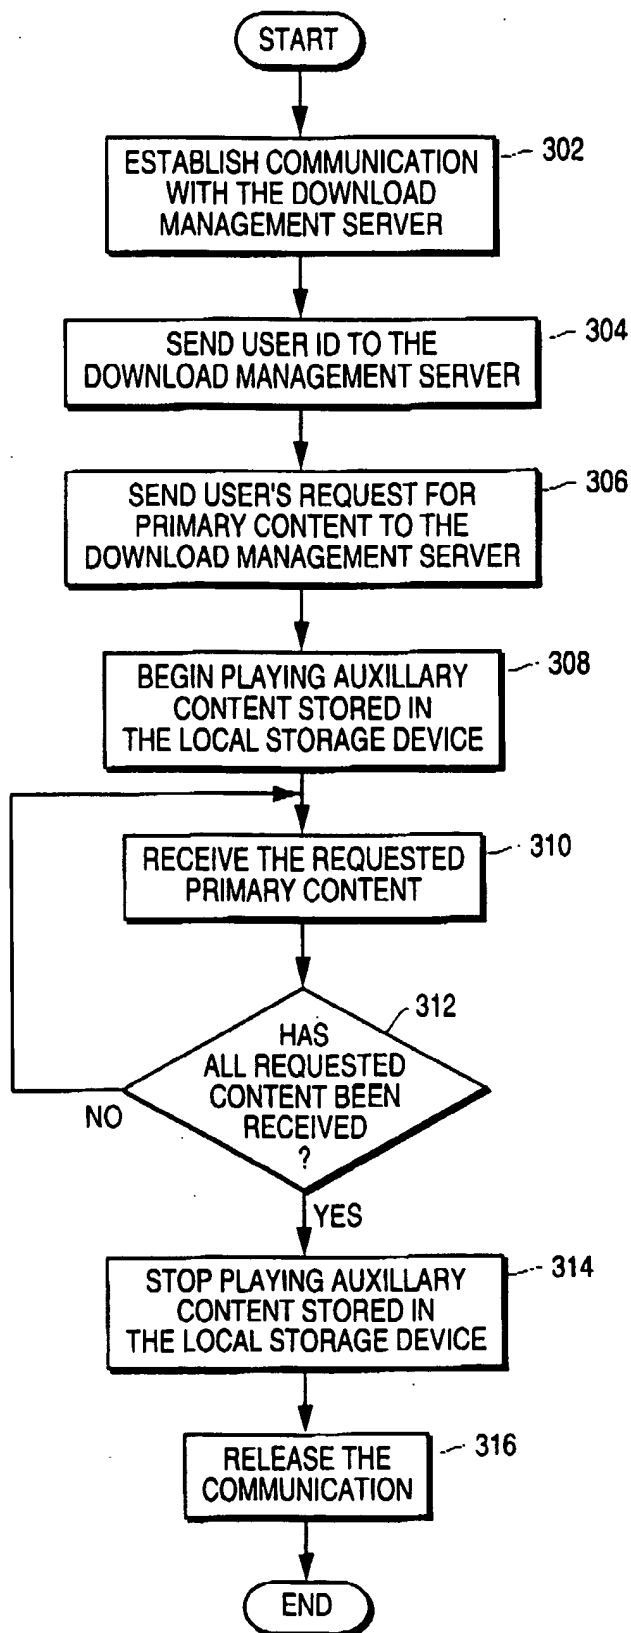 START
302
ESTABLISH COMMUNICATION
WITH THE DOWNLOAD
MANAGEMENT SERVER
304
SEND USER ID TO THE
DOWNLOAD MANAGEMENT SERVER
306
SEND USER'S REQUEST FOR
PRIMARY CONTENT TO THE
DOWNLOAD MANAGEMENT SERVER
308
BEGIN PLAYING AUXILLARY
CONTENT STORED IN
THE LOCAL STORAGE DEVICE
310
RECEIVE THE REQUESTED
PRIMARY CONTENT
312
HAS
ALL REQUESTED
CONTENT BEEN
RECEIVED
?
NO
YES
314
STOP PLAYING AUXILLARY
CONTENT STORED IN
THE LOCAL STORAGE DEVICE
316
RELEASE THE
COMMUNICATION
END